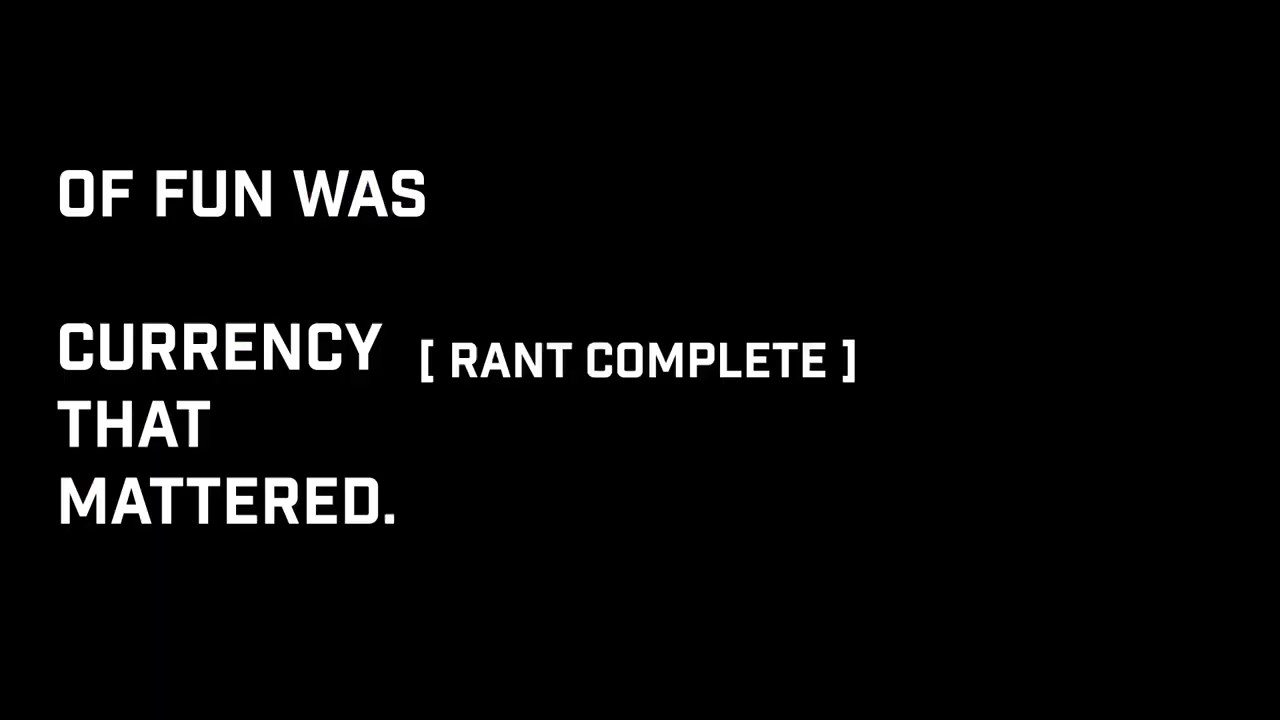 OF FUN WAS
CURRENCY
[ RANT COMPLETE ]
THAT
MATTERED.